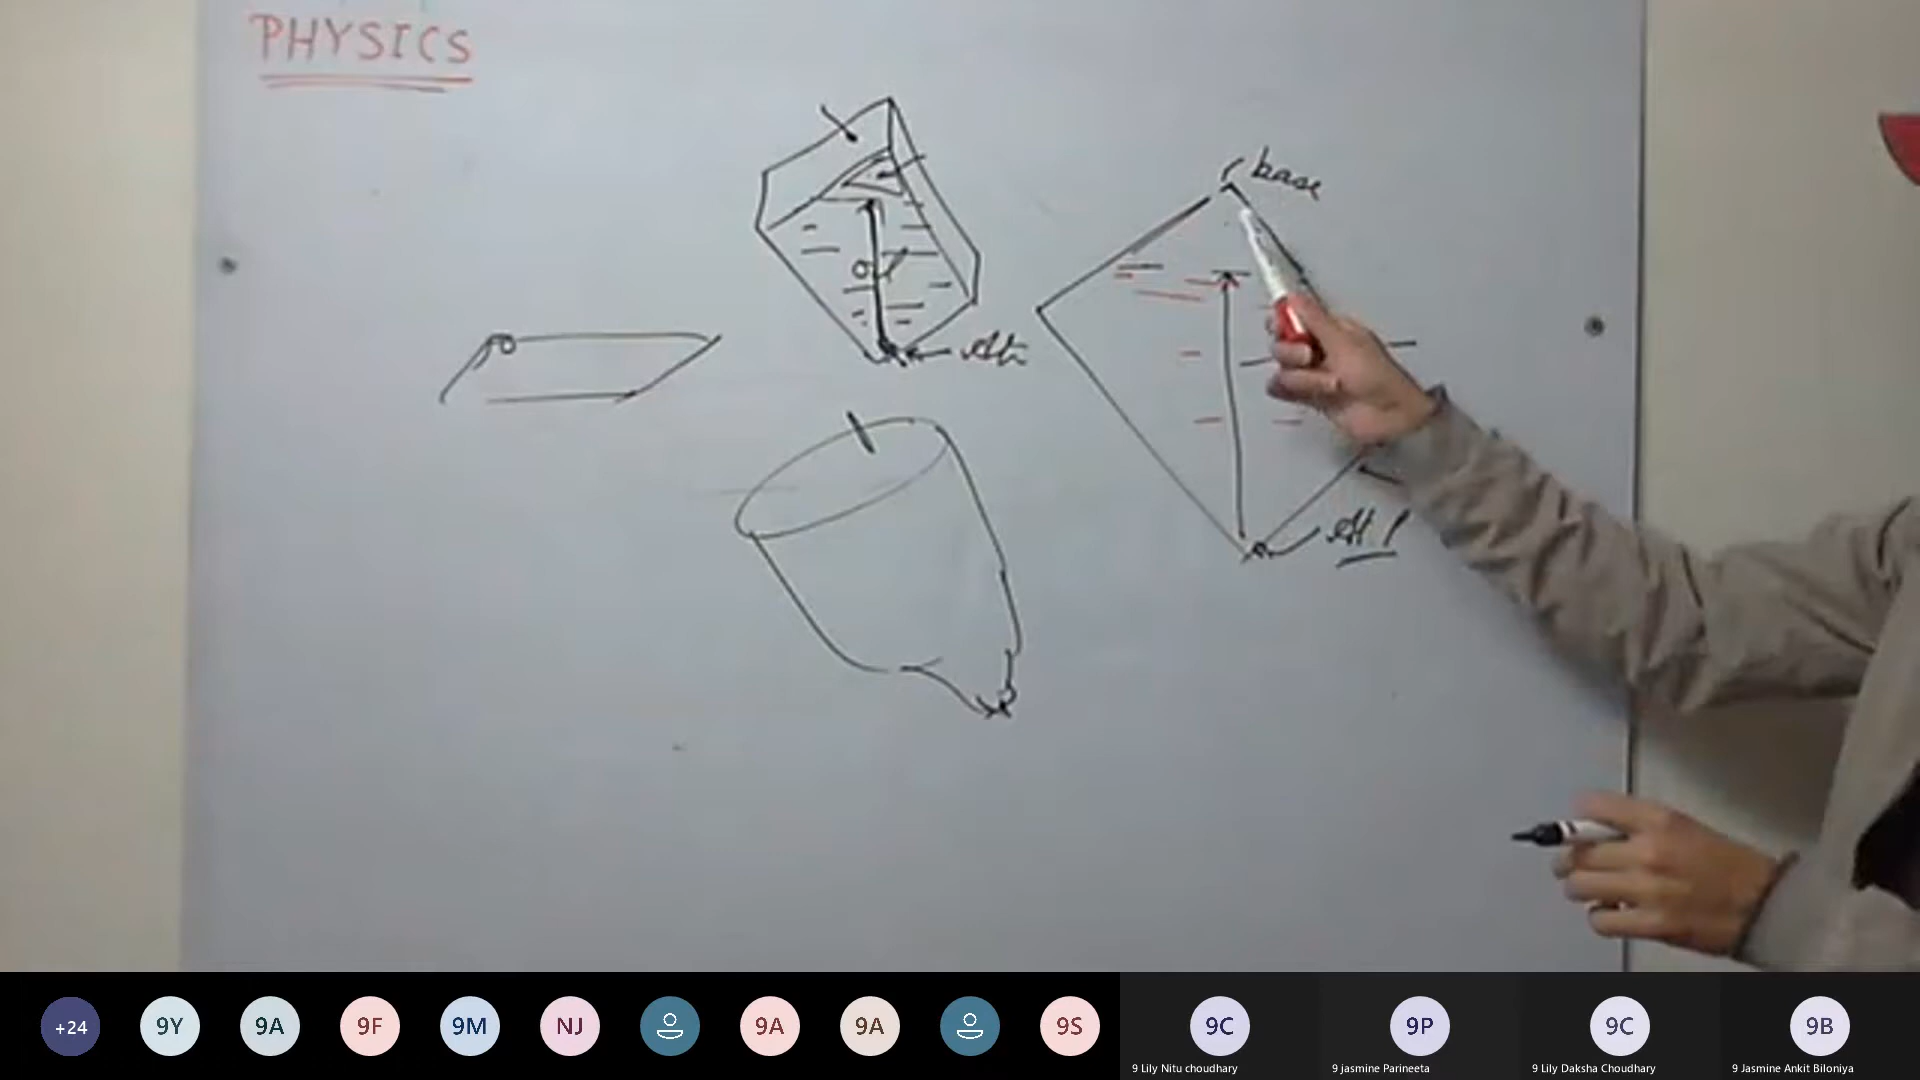 PHYSICS
base
oil
+24
9Y
9A
9F
9M
NJ
9A
9A
9S
9C
9P
9C
9B
9 Lily Nitu choudhary
9 jasmine Parineeta
9 Lily Daksha Choudhary
9 Jasmine Ankit Biloniya